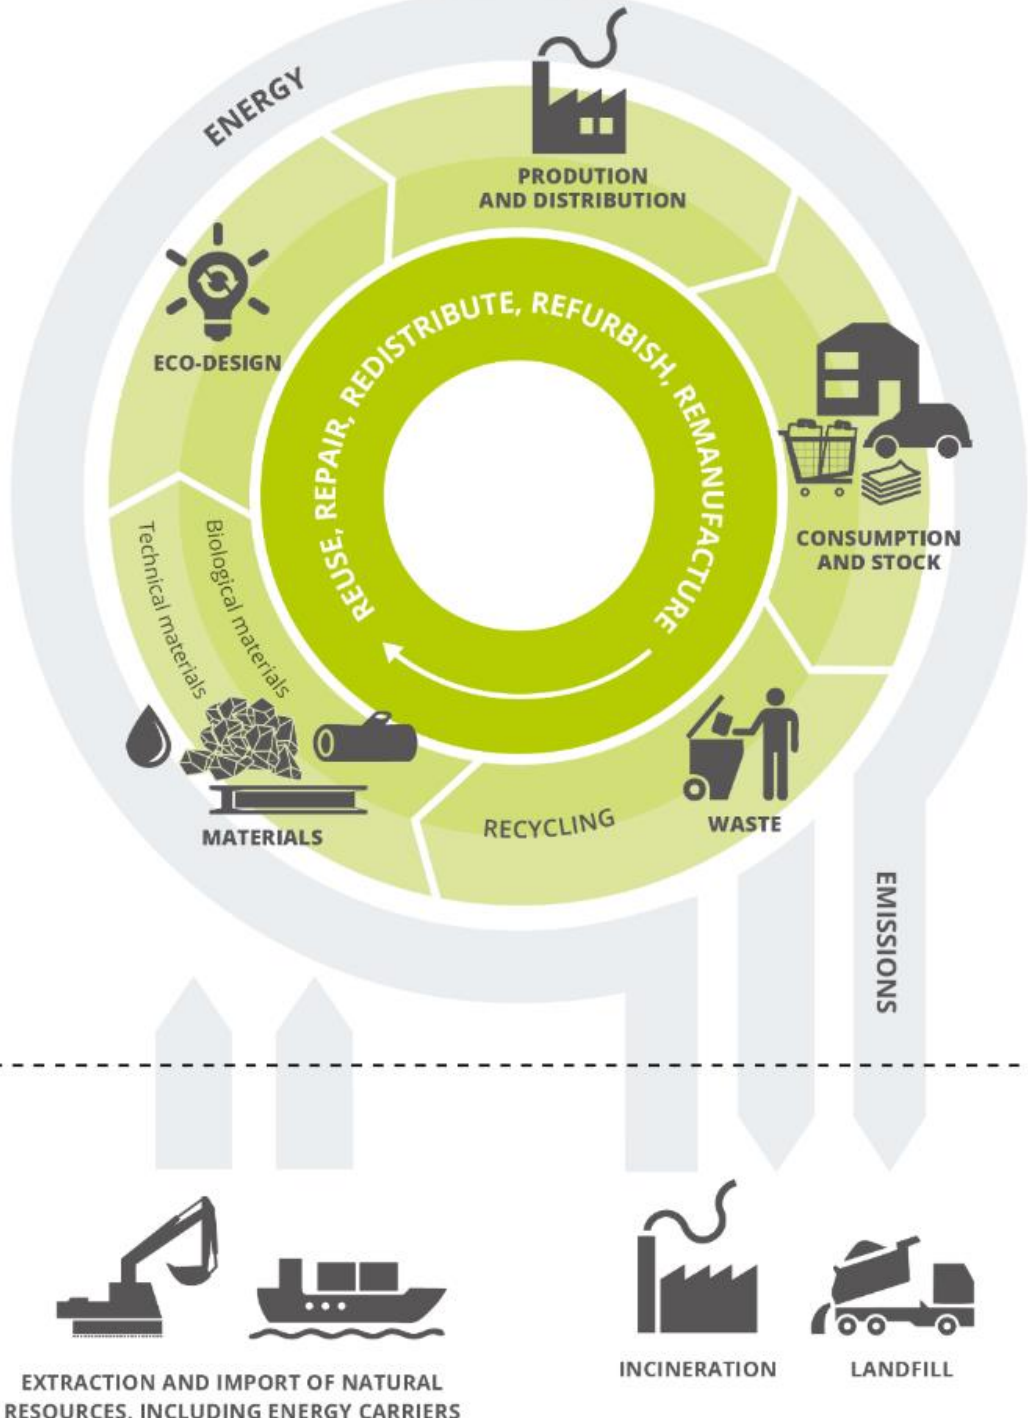 ENERGY
PRODUTION
AND DISTRIBUTION
ECO-DESIGN
REUSE, REPAIR, REDISTRIBUTE, REFURBISH, REMANUFACTURE
CONSUMPTION
AND STOCK
Technical materials
Biological materials
MATERIALS
RECYCLING
WASTE
EMISSIONS
EXTRACTION AND IMPORT OF NATURAL
RESOURCES, INCLUDING ENERGY CARRIERS
INCINERATION
LANDFILL